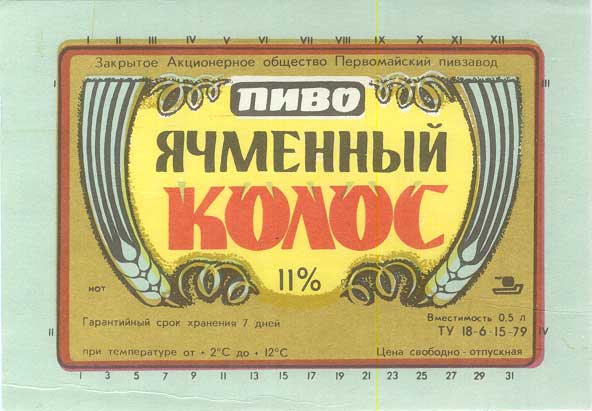 I II III IV V VI VII VIII IX X XI XII
Закрытое Акционерное общество Первомайский пивзавод
I
III
ПИВО
ЯЧМЕННЫЙ
КОЛОС
11%
НОТ
Гарантийный срок хранения 7 дней
Вместимость 0,5 л
ТУ 18-6-15-79
II
IV
при температуре от + 2°С до + 12°С
Цена свободно-отпускная
1 3 5 7 9 11 13 15 17 19 21 23 25 27 29 31